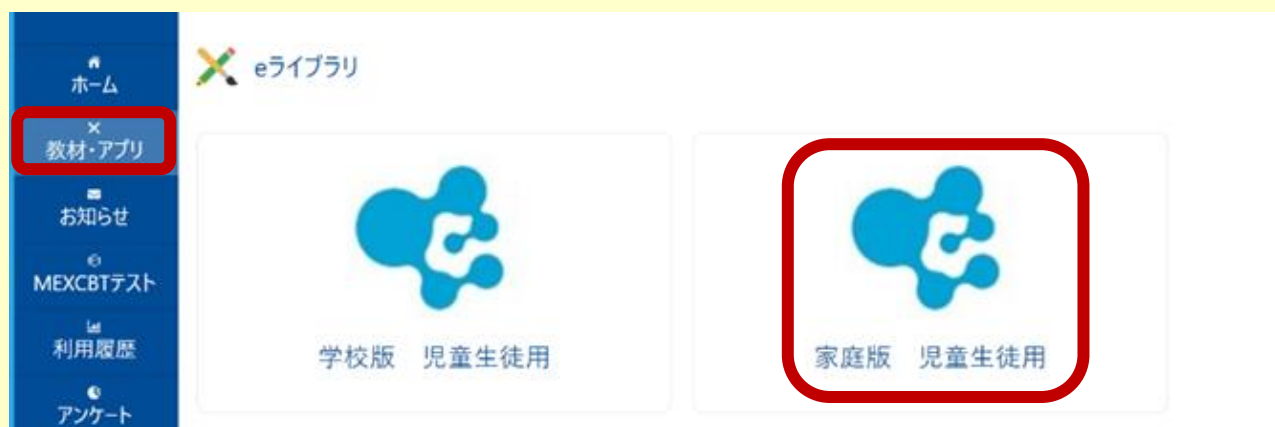 ホーム
教材・アプリ
お知らせ
MEXCBTテスト
利用履歴
アンケート
eライブラリ
学校版 児童生徒用
家庭版 児童生徒用